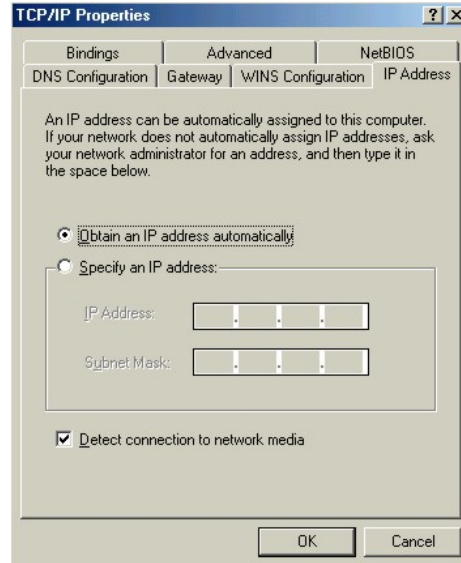 TCP/IP Properties
? ×
Bindings
Advanced
NetBIOS
DNS Configuration
Gateway
WINS Configuration
IP Address
An IP address can be automatically assigned to this computer.
If your network does not automatically assign IP addresses, ask
your network administrator for an address, and then type it in
the space below.
Obtain an IP address automatically
Specify an IP address:
IP Address:
. . .
Subnet Mask:
. . .
Detect connection to network media
OK
Cancel